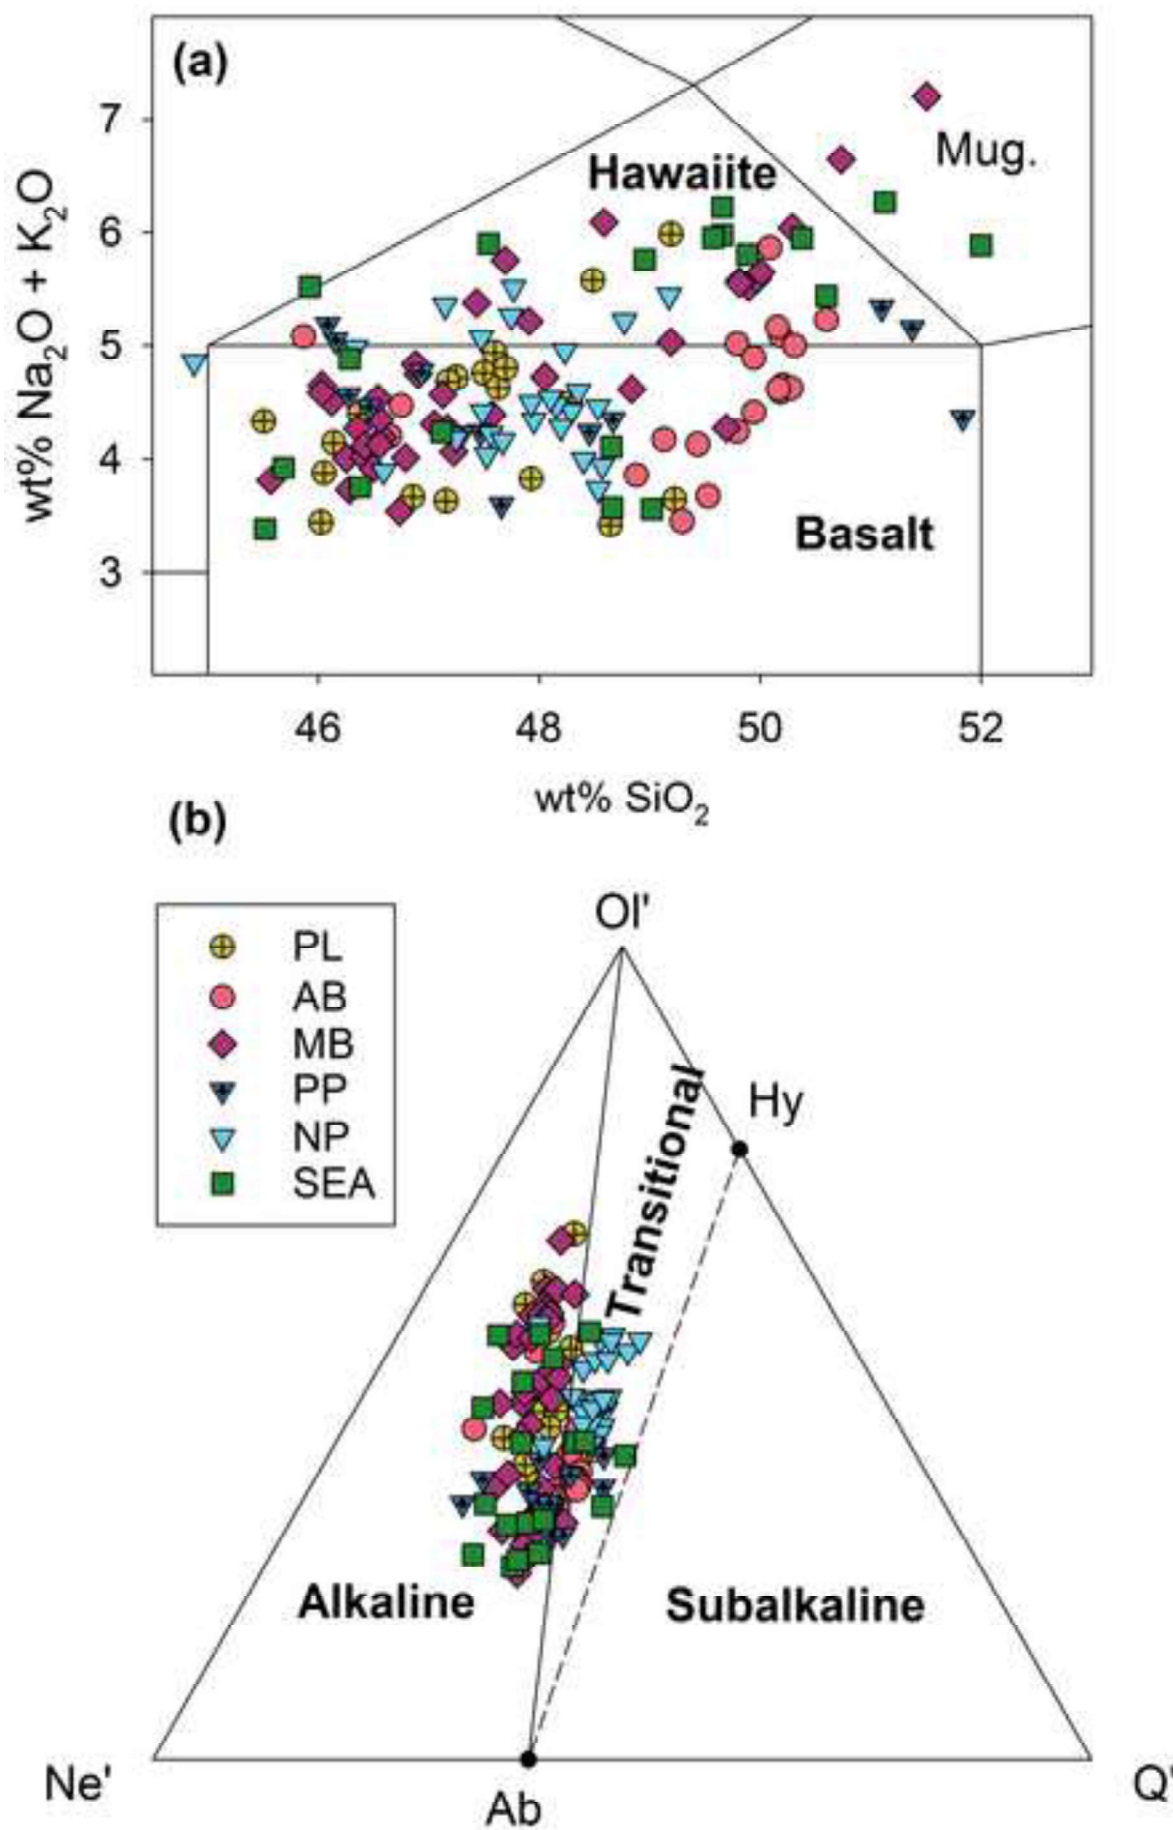 (a)
7
6
5
4
3
wt% Na₂O + K₂O
Hawaiite
Mug.
Basalt
46 48 50 52
wt% SiO₂
(b)
PL
AB
MB
PP
NP
SEA
Ol'
Hy
Transitional
Alkaline
Subalkaline
Ne'
Ab
Q'